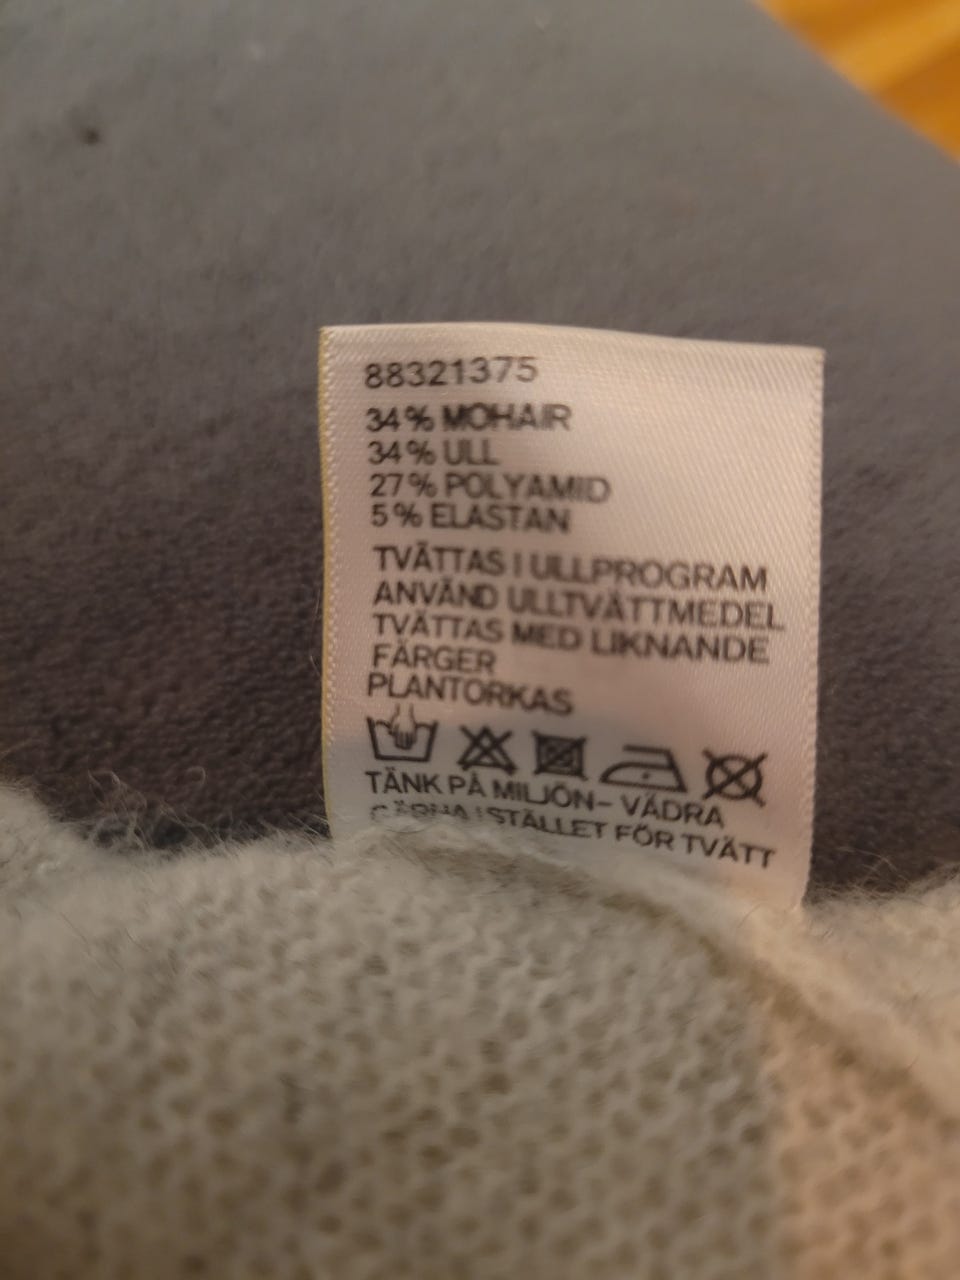 88321375
34% MOHAIR
34% ULL
27% POLYAMID
5% ELASTAN
TVÄTTAS I ULLPROGRAM
ANVÄND ULLTVÄTTMEDEL
TVÄTTAS MED LIKNANDE
FÄRGER
PLANTORKAS
TÄNK PÅ MILJÖN- VÄDRA
GÄRNA ISTÄLLET FÖR TVÄTT